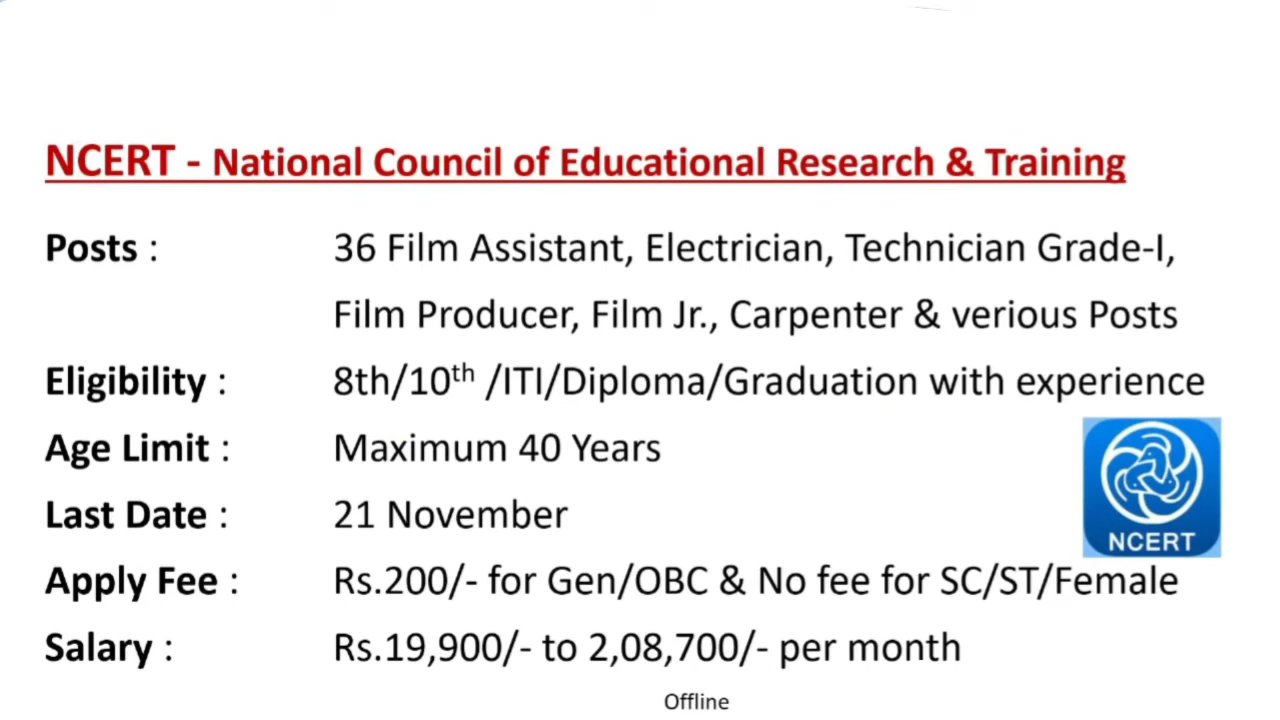 NCERT - National Council of Educational Research & Training
Posts : 36 Film Assistant, Electrician, Technician Grade-I,
Film Producer, Film Jr., Carpenter & verious Posts
Eligibility : 8th/10th /ITI/Diploma/Graduation with experience
Age Limit : Maximum 40 Years
Last Date : 21 November
NCERT
Apply Fee : Rs.200/- for Gen/OBC & No fee for SC/ST/Female
Salary : Rs.19,900/- to 2,08,700/- per month
Offline